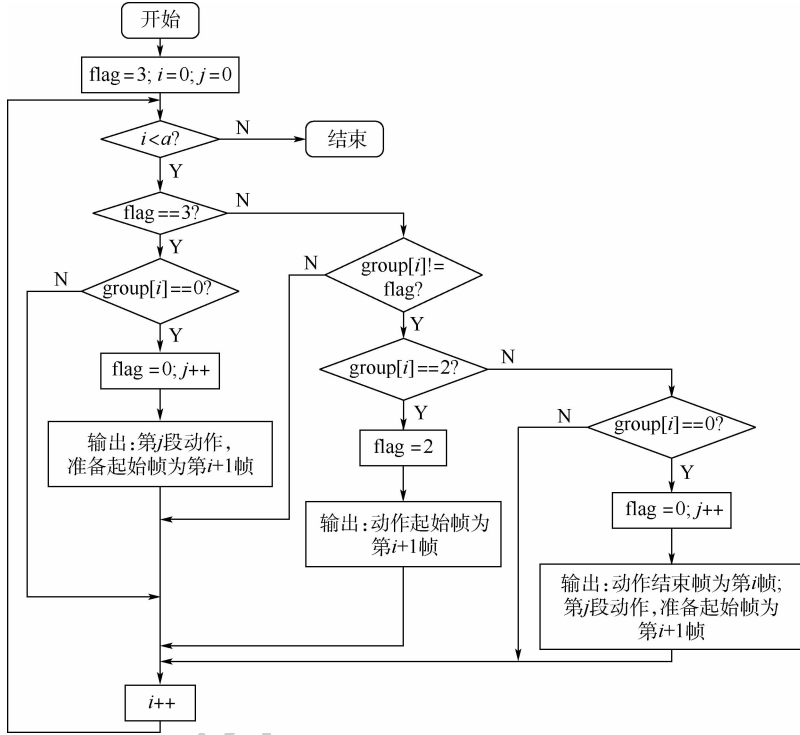 开始
flag=3; i=0; j=0
i<a?
N
结束
Y
flag==3?
N
Y
group[i]!=
flag?
N
Y
group[i]==0?
N
Y
group[i]==2?
N
Y
flag =0; j++
输出:第j段动作,
准备起始帧为第i+1帧
flag =2
输出:动作起始帧为
第i+1帧
group[i]==0?
N
Y
flag =0; j++
输出:动作结束帧为第i帧;
第j段动作,准备起始帧为
第i+1帧
i++